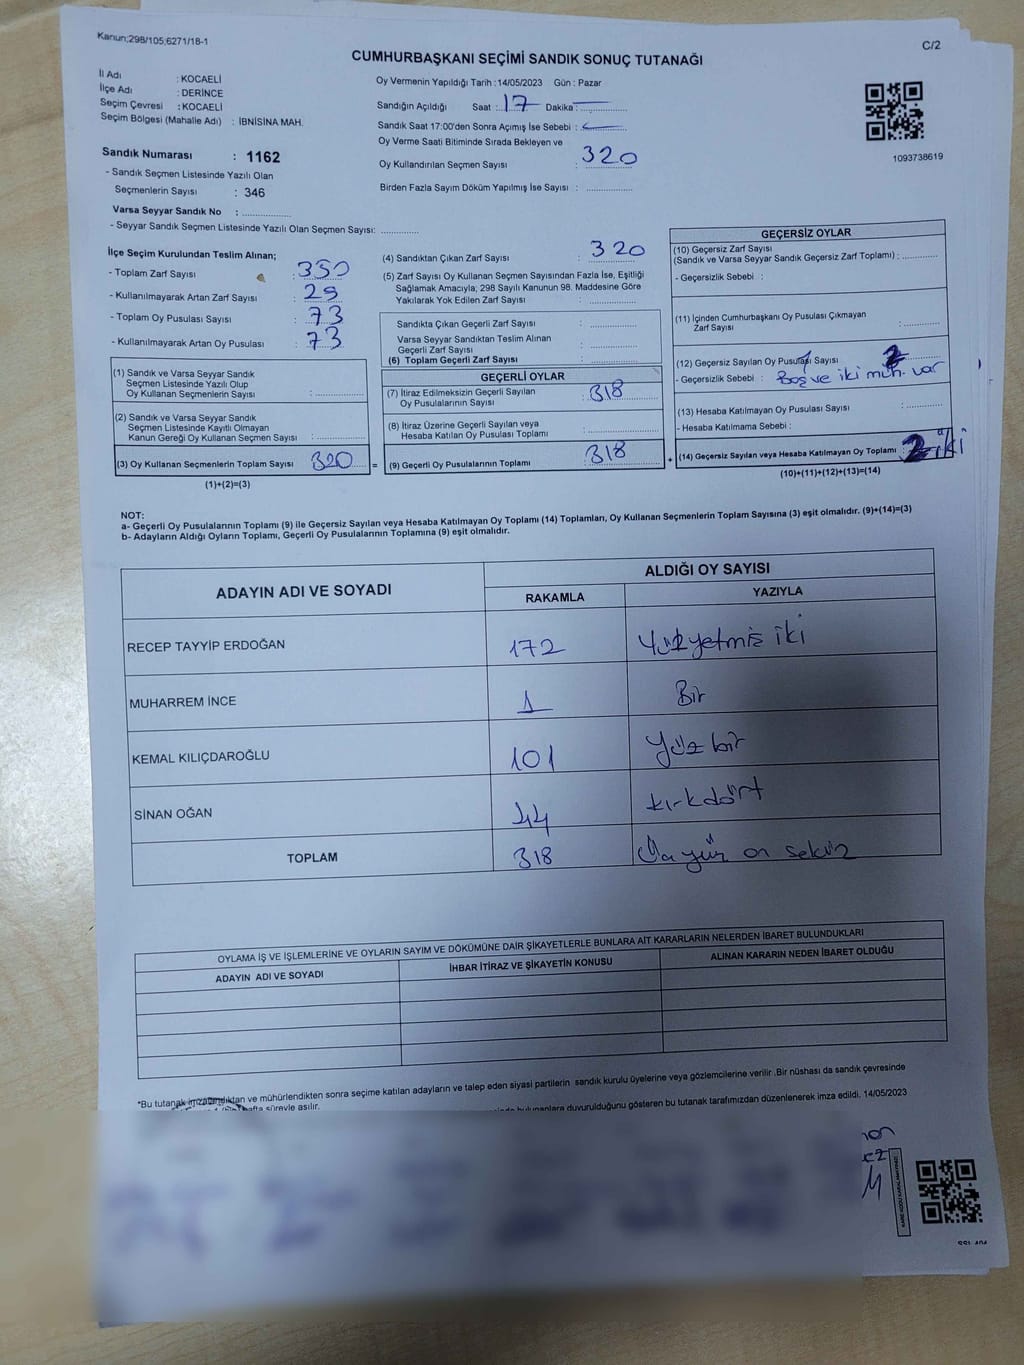 Kanun;298/105;6271/18-1
C/2
CUMHURBAŞKANI SEÇİMİ SANDIK SONUÇ TUTANAĞI
İl Adı : KOCAELİ
İlçe Adı : DERİNCE
Seçim Çevresi : KOCAELİ
Seçim Bölgesi (Mahalle Adı) : İBNİSİNA MAH.
Oy Vermenin Yapıldığı Tarih : 14/05/2023 Gün : Pazar
Sandığın Açıldığı Saat : 17 Dakika :
Sandık Saat 17:00'den Sonra Açımış İse Sebebi :
Oy Verme Saati Bitiminde Sırada Bekleyen ve
Oy Kullandırılan Seçmen Sayısı : 320
Birden Fazla Sayım Döküm Yapılmış İse Sayısı :
1093738619
Sandık Numarası : 1162
- Sandık Seçmen Listesinde Yazılı Olan
Seçmenlerin Sayısı : 346
Varsa Seyyar Sandık No :
- Seyyar Sandık Seçmen Listesinde Yazılı Olan Seçmen Sayısı:
İlçe Seçim Kurulundan Teslim Alınan;
- Toplam Zarf Sayısı : 350
- Kullanılmayarak Artan Zarf Sayısı : 29
- Toplam Oy Pusulası Sayısı : 73
- Kullanılmayarak Artan Oy Pusulası : 73
(1) Sandık ve Varsa Seyyar Sandık
Seçmen Listesinde Yazılı Olup
Oy Kullanan Seçmenlerin Sayısı :
(2) Sandık ve Varsa Seyyar Sandık
Seçmen Listesinde Kayıtlı Olmayan
Kanun Gereği Oy Kullanan Seçmen Sayısı :
(3) Oy Kullanan Seçmenlerin Toplam Sayısı 320 =
(1)+(2)=(3)
(4) Sandıktan Çıkan Zarf Sayısı : 320
(5) Zarf Sayısı Oy Kullanan Seçmen Sayısından Fazla İse, Eşitliği
Sağlamak Amacıyla; 298 Sayılı Kanunun 98. Maddesine Göre
Yakılarak Yok Edilen Zarf Sayısı :
Sandıkta Çıkan Geçerli Zarf Sayısı :
Varsa Seyyar Sandıktan Teslim Alınan
Geçerli Zarf Sayısı :
(6) Toplam Geçerli Zarf Sayısı :
GEÇERLİ OYLAR
(7) İtiraz Edilmeksizin Geçerli Sayılan
Oy Pusulalarının Sayısı : 318
(8) İtiraz Üzerine Geçerli Sayılan veya
Hesaba Katılan Oy Pusulası Toplamı :
(9) Geçerli Oy Pusulalarının Toplamı : 318 +
GEÇERSİZ OYLAR
(10) Geçersiz Zarf Sayısı
(Sandık ve Varsa Seyyar Sandık Geçersiz Zarf Toplamı) :
- Geçersizlik Sebebi :
(11) İçinden Cumhurbaşkanı Oy Pusulası Çıkmayan
Zarf Sayısı :
(12) Geçersiz Sayılan Oy Pusulası Sayısı : 2
- Geçersizlik Sebebi : Boş ve iki müh. var
(13) Hesaba Katılmayan Oy Pusulası Sayısı :
- Hesaba Katılmama Sebebi :
(14) Geçersiz Sayılan veya Hesaba Katılmayan Oy Toplamı : 2 iki
(10)+(11)+(12)+(13)=(14)
NOT:
a- Geçerli Oy Pusulalarının Toplamı (9) ile Geçersiz Sayılan veya Hesaba Katılmayan Oy Toplamı (14) Toplamları, Oy Kullanan Seçmenlerin Toplam Sayısına (3) eşit olmalıdır. (9)+(14)=(3)
b- Adayların Aldığı Oyların Toplamı, Geçerli Oy Pusulalarının Toplamına (9) eşit olmalıdır.
ADAYIN ADI VE SOYADI
ALDIĞI OY SAYISI
RAKAMLA YAZIYLA
RECEP TAYYİP ERDOĞAN 172 Yüzyetmiş iki
MUHARREM İNCE 1 Bir
KEMAL KILIÇDAROĞLU 101 Yüz bir
SİNAN OĞAN 44 kırkdört
TOPLAM 318 Üç yüz on sekiz
OYLAMA İŞ VE İŞLEMLERİNE VE OYLARIN SAYIM VE DÖKÜMÜNE DAİR ŞİKAYETLERLE BUNLARA AİT KARARLARIN NELERDEN İBARET BULUNDUKLARI
ADAYIN ADI VE SOYADI İHBAR İTİRAZ VE ŞİKAYETİN KONUSU ALINAN KARARIN NEDEN İBARET OLDUĞU
*Bu tutanak imzalandıktan ve mühürlendikten sonra seçime katılan adayların ve talep eden siyasi partilerin sandık kurulu üyelerine veya gözlemcilerine verilir .Bir nüshası da sandık çevresinde
hafta süreyle asılır.
bulunanlara duyurulduğunu gösteren bu tutanak tarafımızdan düzenlenerek imza edildi. 14/05/2023